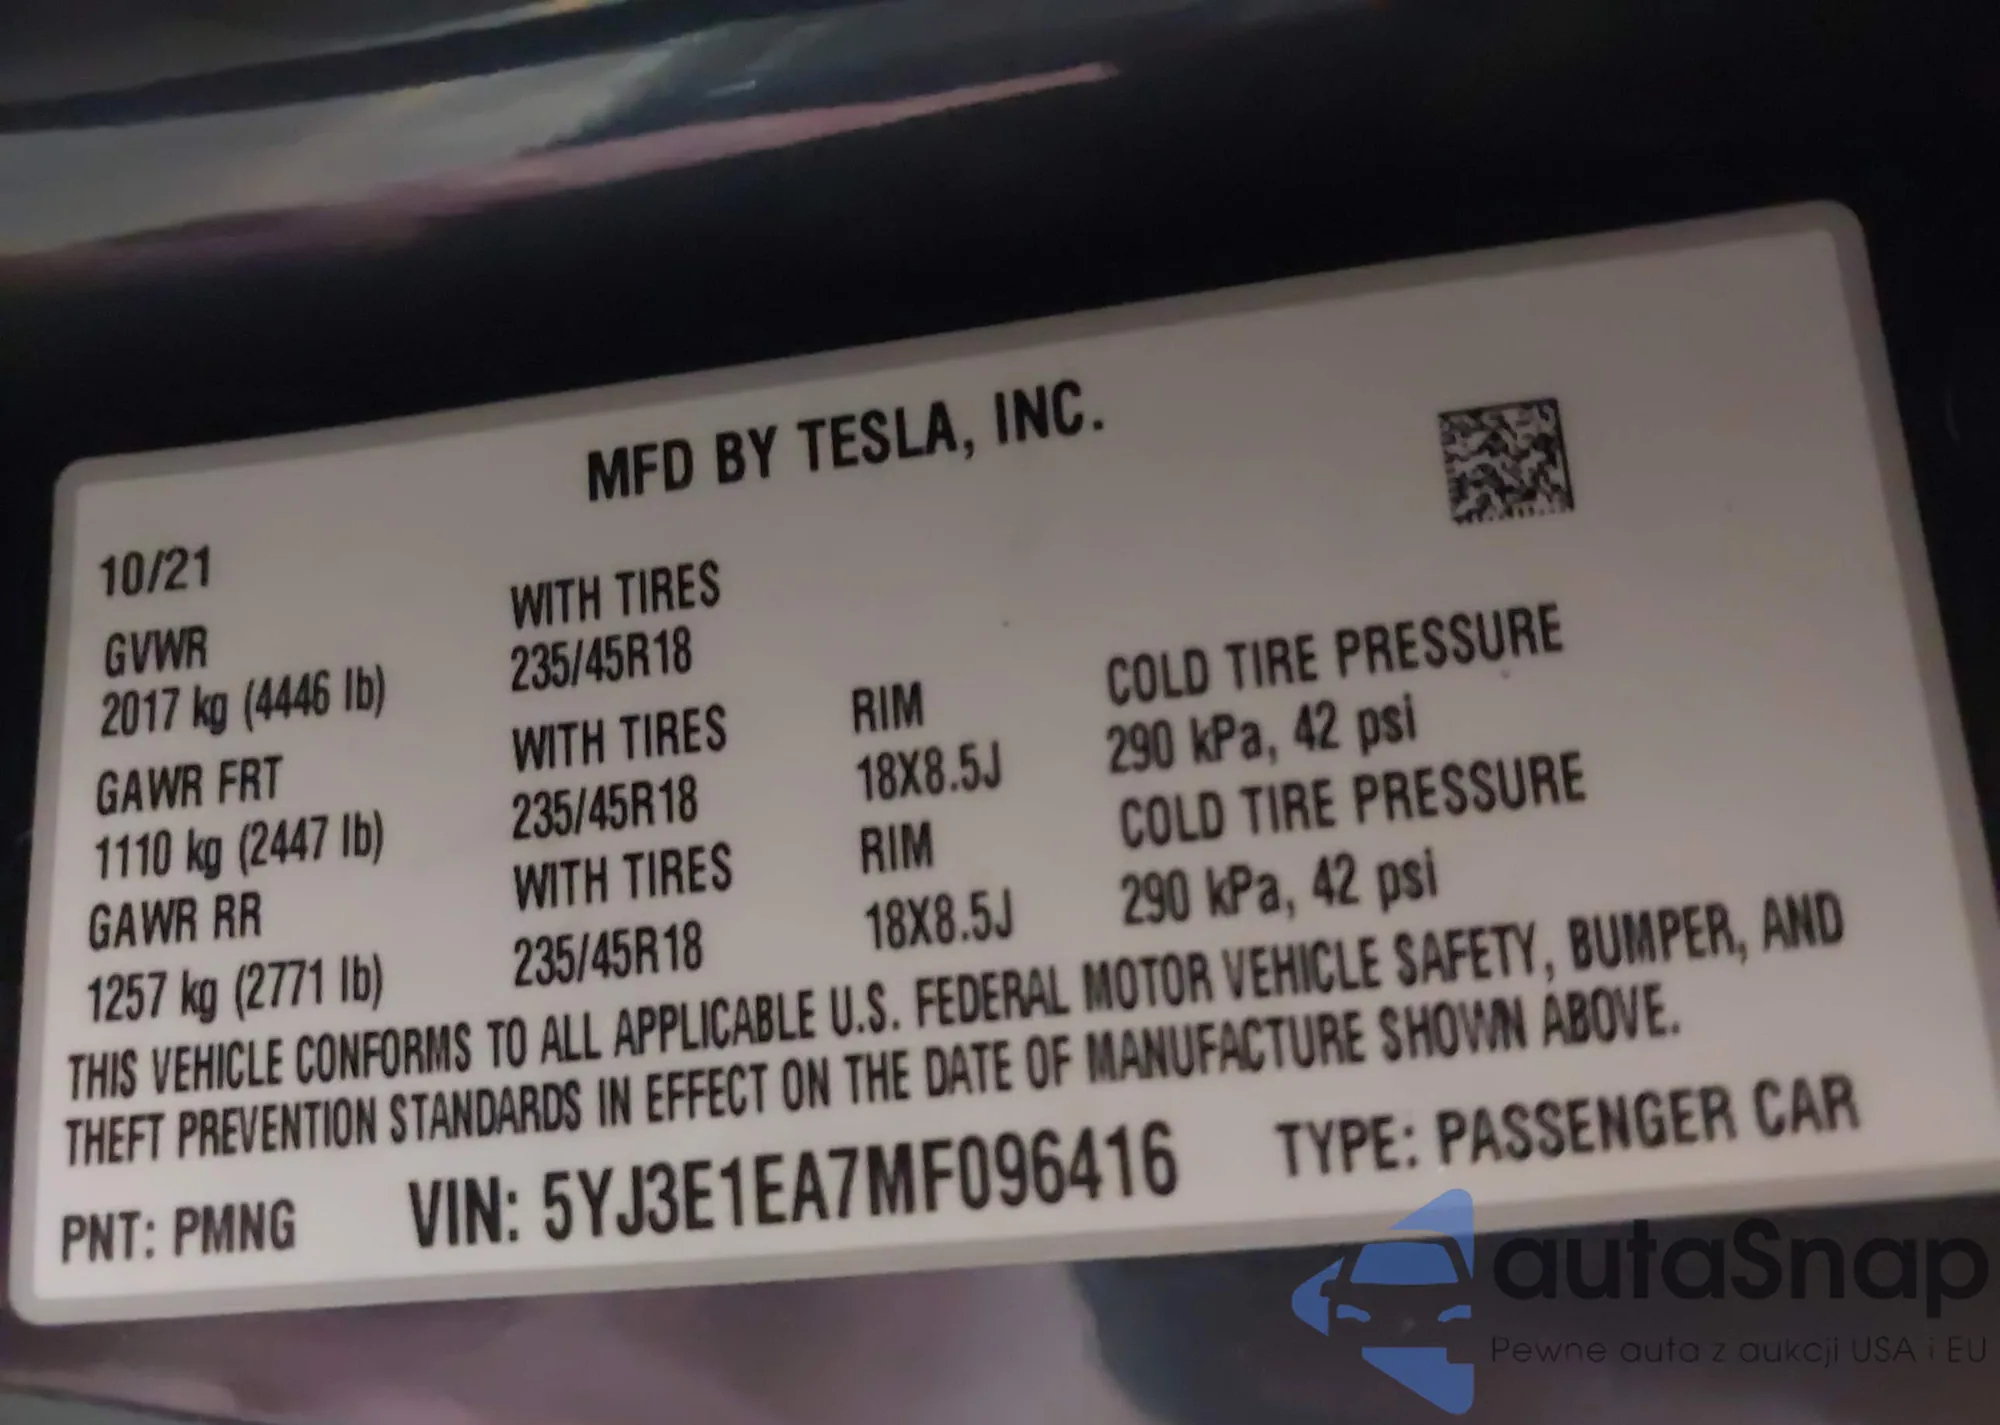 MFD BY TESLA, INC.
10/21
GVWR
2017 kg (4446 lb)
WITH TIRES
235/45R18
GAWR FRT
1110 kg (2447 lb)
WITH TIRES
235/45R18
RIM
18X8.5J
COLD TIRE PRESSURE
290 kPa, 42 psi
GAWR RR
1257 kg (2771 lb)
WITH TIRES
235/45R18
RIM
18X8.5J
COLD TIRE PRESSURE
290 kPa, 42 psi
THIS VEHICLE CONFORMS TO ALL APPLICABLE U.S. FEDERAL MOTOR VEHICLE SAFETY, BUMPER, AND
THEFT PREVENTION STANDARDS IN EFFECT ON THE DATE OF MANUFACTURE SHOWN ABOVE.
PNT: PMNG VIN: 5YJ3E1EA7MF096416 TYPE: PASSENGER CAR
autaSnap
Pewne auta z aukcji USA i EU